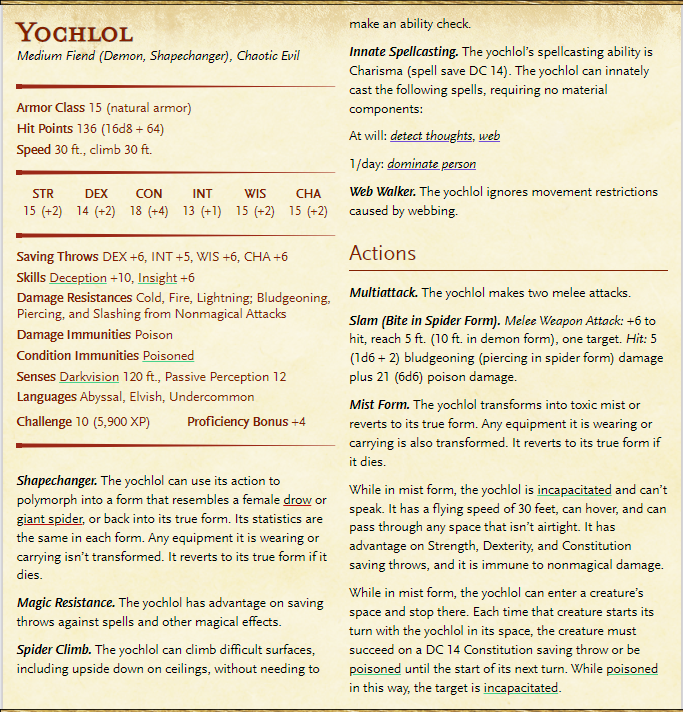 Yochlol
Medium Fiend (Demon, Shapechanger), Chaotic Evil
Armor Class 15 (natural armor)
Hit Points 136 (16d8 + 64)
Speed 30 ft., climb 30 ft.
STR DEX CON INT WIS CHA
15 (+2) 14 (+2) 18 (+4) 13 (+1) 15 (+2) 15 (+2)
Saving Throws DEX +6, INT +5, WIS +6, CHA +6
Skills Deception +10, Insight +6
Damage Resistances Cold, Fire, Lightning; Bludgeoning,
Piercing, and Slashing from Nonmagical Attacks
Damage Immunities Poison
Condition Immunities Poisoned
Senses Darkvision 120 ft., Passive Perception 12
Languages Abyssal, Elvish, Undercommon
Challenge 10 (5,900 XP) Proficiency Bonus +4
Shapechanger. The yochlol can use its action to
polymorph into a form that resembles a female drow or
giant spider, or back into its true form. Its statistics are
the same in each form. Any equipment it is wearing or
carrying isn't transformed. It reverts to its true form if it
dies.
Magic Resistance. The yochlol has advantage on saving
throws against spells and other magical effects.
Spider Climb. The yochlol can climb difficult surfaces,
including upside down on ceilings, without needing to
make an ability check.
Innate Spellcasting. The yochlol's spellcasting ability is
Charisma (spell save DC 14). The yochlol can innately
cast the following spells, requiring no material
components:
At will: detect thoughts, web
1/day: dominate person
Web Walker. The yochlol ignores movement restrictions
caused by webbing.
Actions
Multiattack. The yochlol makes two melee attacks.
Slam (Bite in Spider Form). Melee Weapon Attack: +6 to
hit, reach 5 ft. (10 ft. in demon form), one target. Hit: 5
(1d6 + 2) bludgeoning (piercing in spider form) damage
plus 21 (6d6) poison damage.
Mist Form. The yochlol transforms into toxic mist or
reverts to its true form. Any equipment it is wearing or
carrying is also transformed. It reverts to its true form if
it dies.
While in mist form, the yochlol is incapacitated and can't
speak. It has a flying speed of 30 feet, can hover, and can
pass through any space that isn't airtight. It has
advantage on Strength, Dexterity, and Constitution
saving throws, and it is immune to nonmagical damage.
While in mist form, the yochlol can enter a creature's
space and stop there. Each time that creature starts its
turn with the yochlol in its space, the creature must
succeed on a DC 14 Constitution saving throw or be
poisoned until the start of its next turn. While poisoned
in this way, the target is incapacitated.